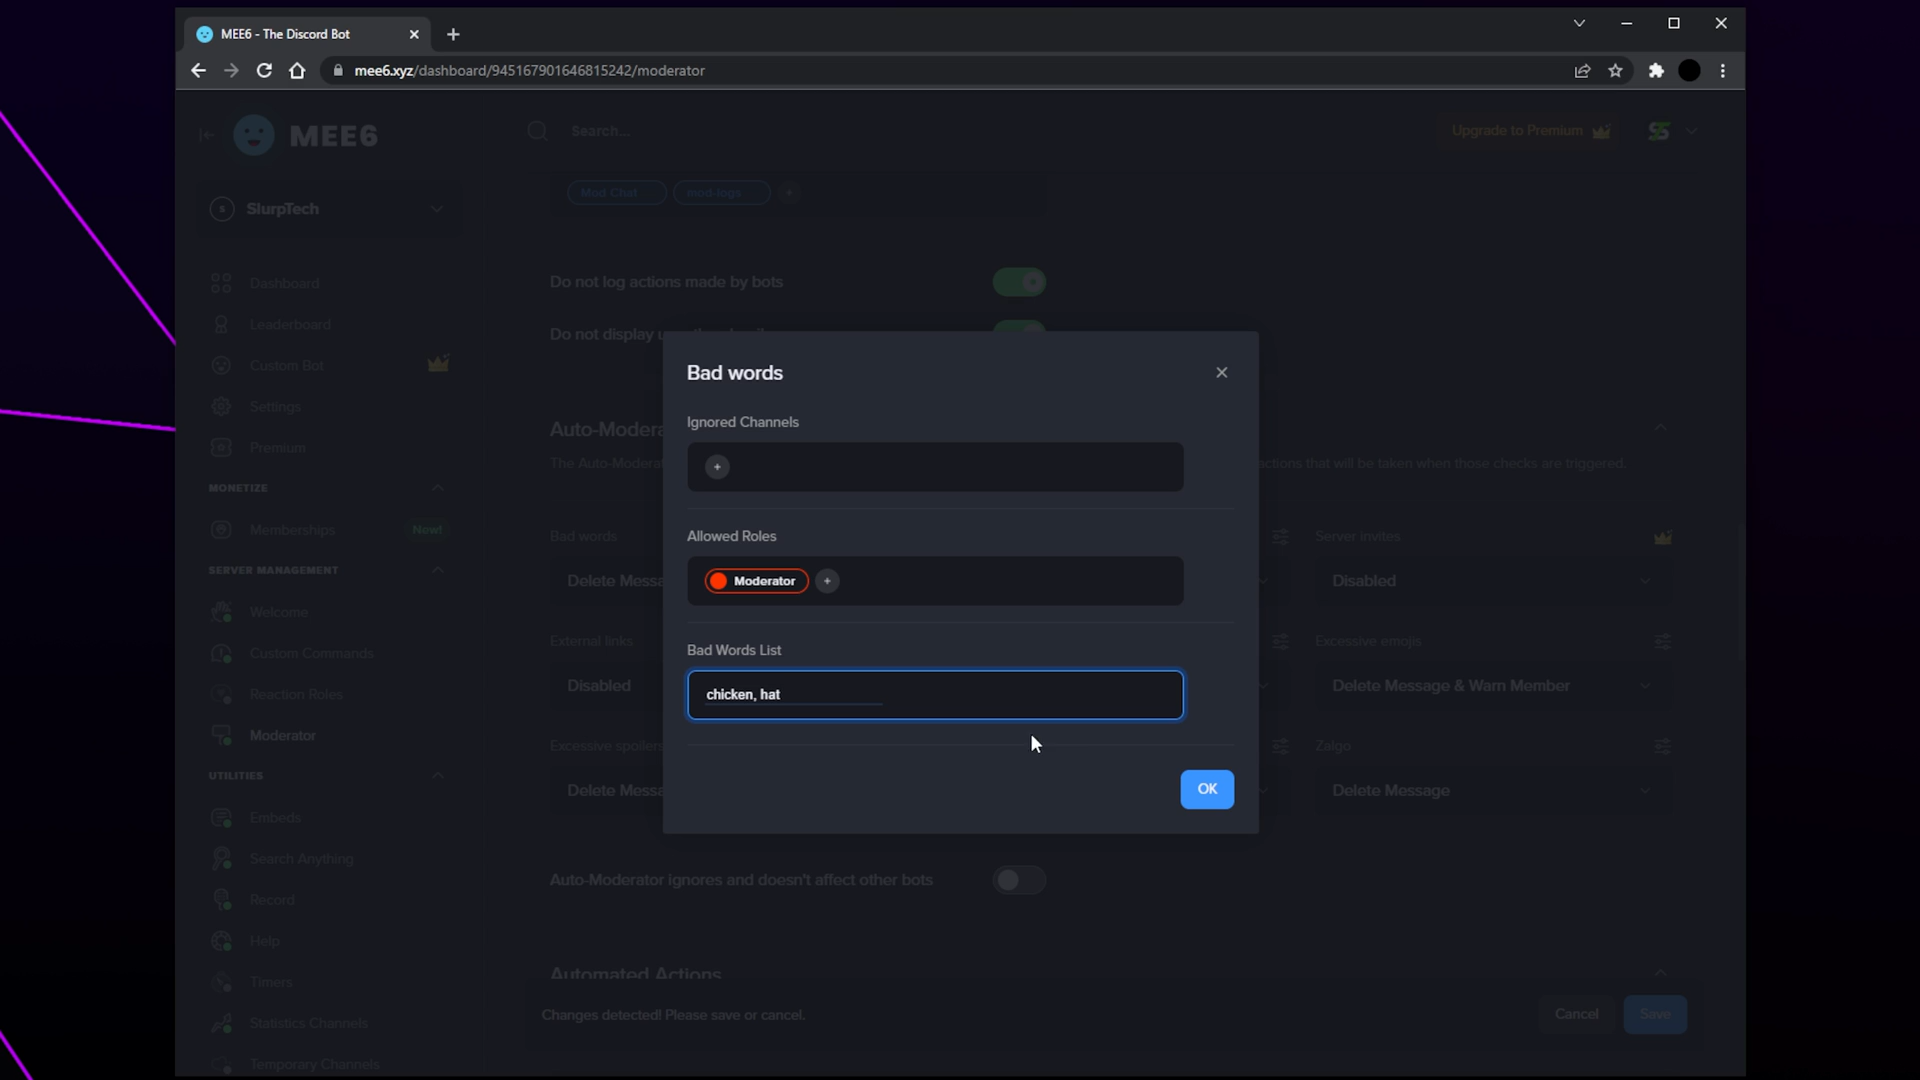 MEE6 - The Discord Bot
mee6.xyz/dashboard/945167901646815242/moderator
MEE6
Search...
Upgrade to Premium
S
SlurpTech
Mod Chat
mod-logs
Dashboard
Leaderboard
Custom Bot
Settings
Premium
MONETIZE
Memberships
New!
SERVER MANAGEMENT
Welcome
Custom Commands
Reaction Roles
Moderator
UTILITIES
Embeds
Search Anything
Record
Help
Timers
Statistics Channels
Temporary Channels
Do not log actions made by bots
Do not display
Auto-Modera
The Auto-Modera
actions that will be taken when those checks are triggered.
Bad words
Server invites
Delete Messa
Disabled
External links
Excessive emojis
Disabled
Delete Message & Warn Member
Excessive spoilers
Zalgo
Delete Messa
Delete Message
Bad words
Ignored Channels
Allowed Roles
Moderator
Bad Words List
chicken, hat
OK
Auto-Moderator ignores and doesn't affect other bots
Automated Actions
Changes detected! Please save or cancel.
Cancel
Save